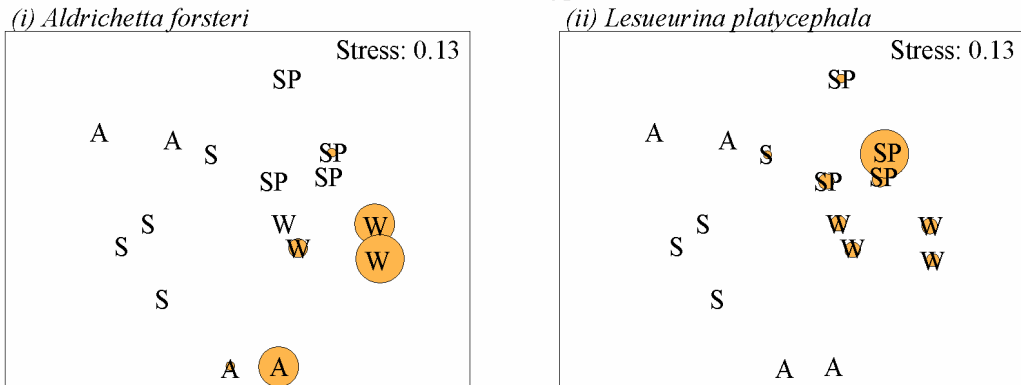 (i) Aldrichetta forsteri
Stress: 0.13
SP
A
A
S
SP
SP
SP
S
W
W
S
W
W
S
A
A
(ii) Lesueurina platycephala
Stress: 0.13
SP
A
A
S
SP
SP
SP
S
W
W
S
W
W
S
A
A